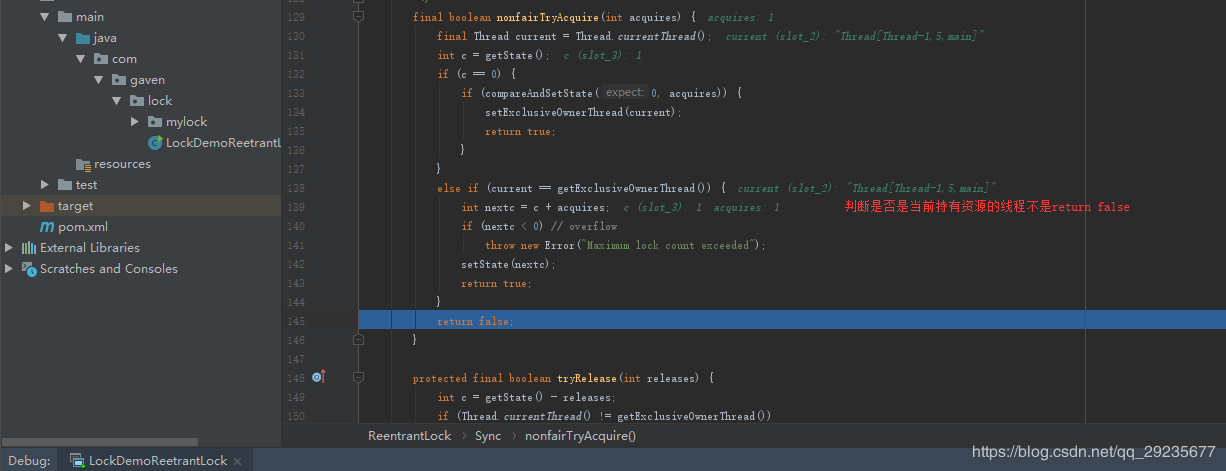 main
java
com
gaven
lock
mylock
LockDemoReetrantL
resources
test
target
pom.xml
External Libraries
Scratches and Consoles
129 final boolean nonfairTryAcquire(int acquires) { acquires: 1
130 final Thread current = Thread.currentThread(); current (slot_2): "Thread[Thread-1,5,main]"
131 int c = getState(); c (slot_3): 1
132 if (c == 0) {
133 if (compareAndSetState( expect: 0, acquires)) {
134 setExclusiveOwnerThread(current);
135 return true;
136 }
137 }
138 else if (current == getExclusiveOwnerThread()) { current (slot_2): "Thread[Thread-1,5,main]"
139 int nextc = c + acquires; c (slot_3): 1 acquires: 1 判断是否是当前持有资源的线程不是return false
140 if (nextc < 0) // overflow
141 throw new Error("Maximum lock count exceeded");
142 setState(nextc);
143 return true;
144 }
145 return false;
146 }
147
148 protected final boolean tryRelease(int releases) {
149 int c = getState() - releases;
150 if (Thread.currentThread() != getExclusiveOwnerThread())
ReentrantLock › Sync › nonfairTryAcquire()
Debug: LockDemoReetrantLock ×
https://blog.csdn.net/qq_29235677